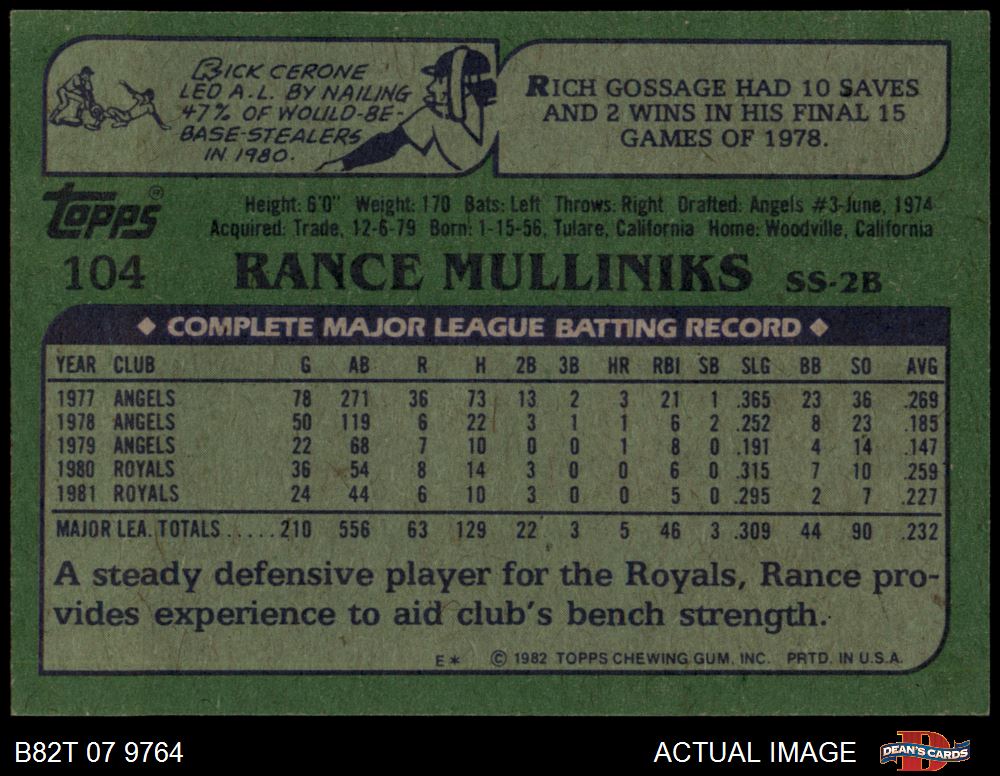 RICK CERONE
LED A.L. BY NAILING
47% OF WOULD-BE-
BASE-STEALERS
IN 1980.
RICH GOSSAGE HAD 10 SAVES
AND 2 WINS IN HIS FINAL 15
GAMES OF 1978.
TOPPS®
Height: 6'0" Weight: 170 Bats: Left Throws: Right Drafted: Angels #3-June, 1974
Acquired: Trade, 12-6-79 Born: 1-15-56, Tulare, California Home: Woodville, California
104 RANCE MULLINIKS SS-2B
◆ COMPLETE MAJOR LEAGUE BATTING RECORD ◆
YEAR CLUB G AB R H 2B 3B HR RBI SB SLG BB SO AVG
1977 ANGELS 78 271 36 73 13 2 3 21 1 .365 23 36 .269
1978 ANGELS 50 119 6 22 3 1 1 6 2 .252 8 23 .185
1979 ANGELS 22 68 7 10 0 0 1 8 0 .191 4 14 .147
1980 ROYALS 36 54 8 14 3 0 0 6 0 .315 7 10 .259
1981 ROYALS 24 44 6 10 3 0 0 5 0 .295 2 7 .227
MAJOR LEA. TOTALS .....210 556 63 129 22 3 5 46 3 .309 44 90 .232
A steady defensive player for the Royals, Rance pro-
vides experience to aid club's bench strength.
E* © 1982 TOPPS CHEWING GUM, INC. PRTD. IN U.S.A.
B82T 07 9764
ACTUAL IMAGE
D
DEAN'S CARDS